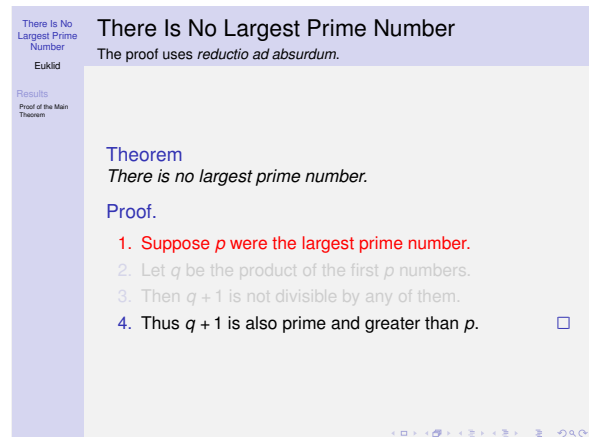 There Is No
Largest Prime
Number
Euklid
Results
Proof of the Main
Theorem
There Is No Largest Prime Number
The proof uses reductio ad absurdum.
Theorem
There is no largest prime number.
Proof.
1. Suppose p were the largest prime number.
2. Let q be the product of the first p numbers.
3. Then q + 1 is not divisible by any of them.
4. Thus q + 1 is also prime and greater than p. □